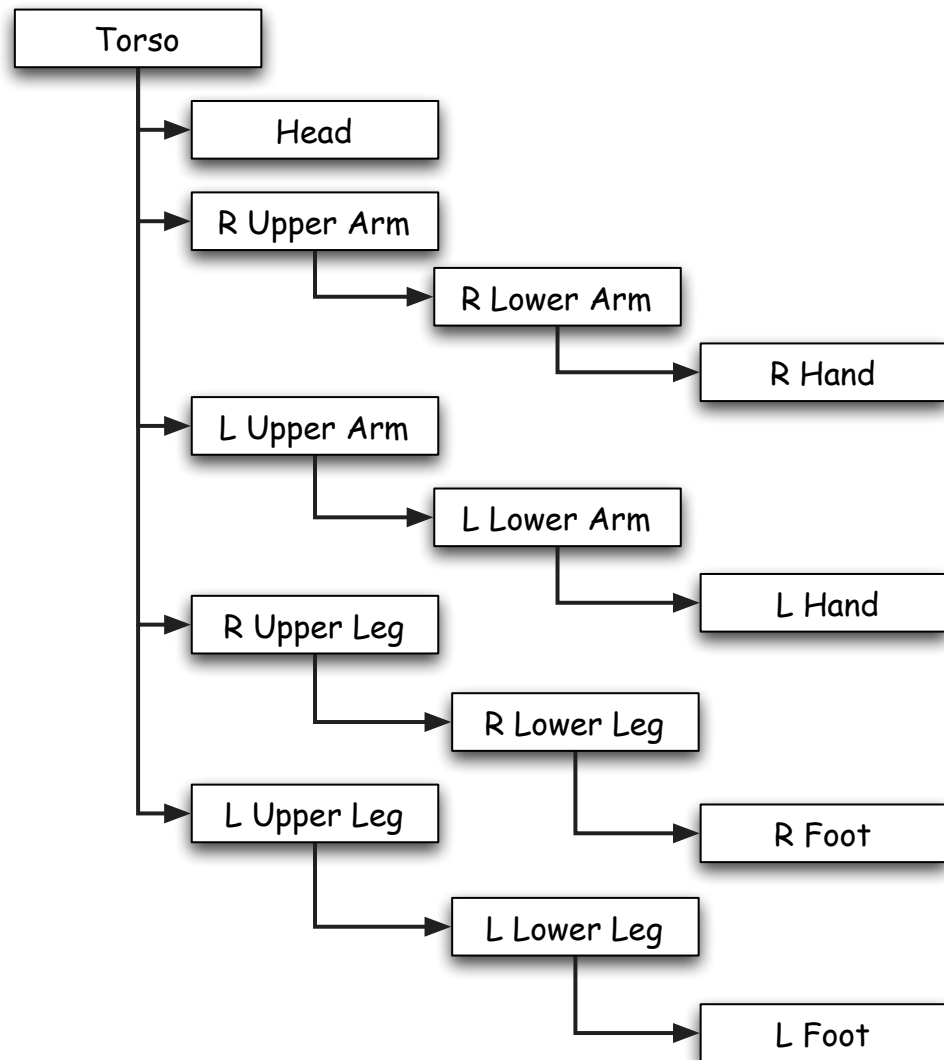 Torso
Head
R Upper Arm
R Lower Arm
R Hand
L Upper Arm
L Lower Arm
L Hand
R Upper Leg
R Lower Leg
L Upper Leg
R Foot
L Lower Leg
L Foot